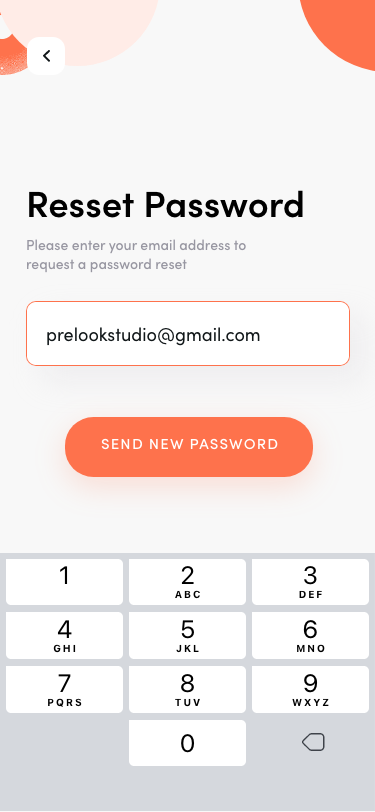 Resset Password
Please enter your email address to
request a password reset
prelookstudio@gmail.com
SEND NEW PASSWORD
1 2 3
ABC DEF
4 5 6
GHI JKL MNO
7 8 9
PQRS TUV WXYZ
0